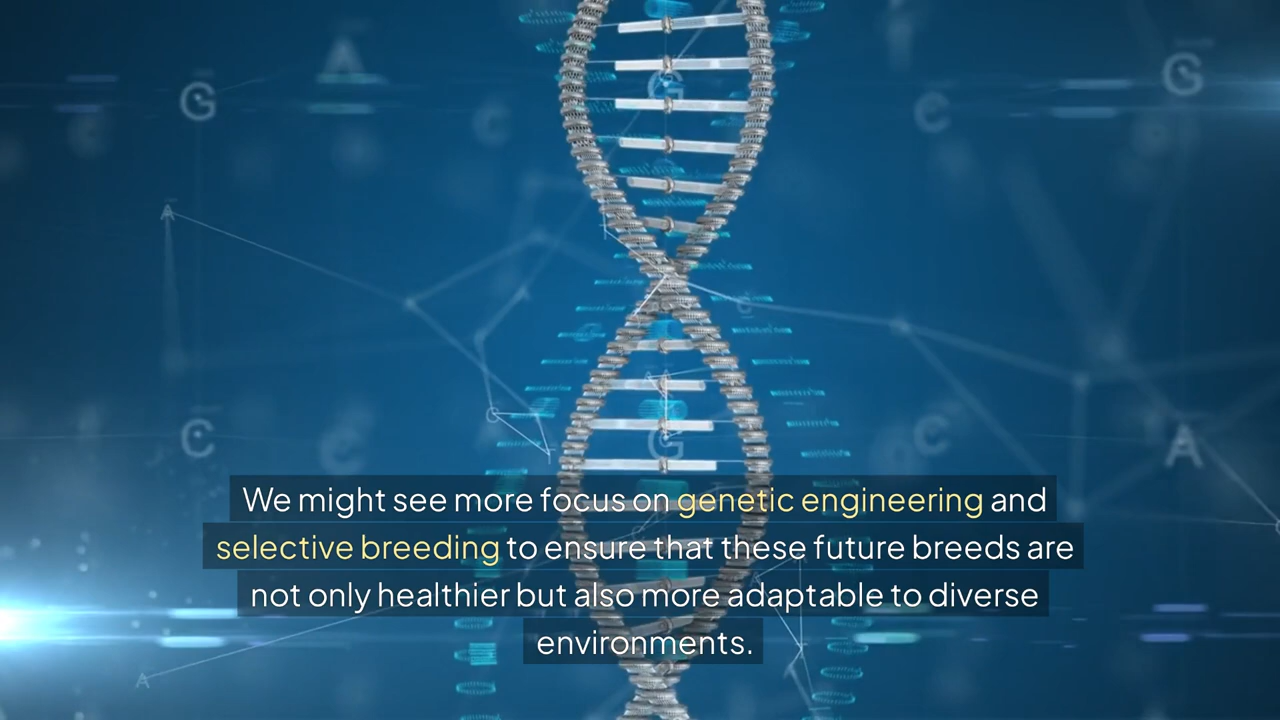 We might see more focus on genetic engineering and
selective breeding to ensure that these future breeds are
not only healthier but also more adaptable to diverse
environments.
G
A
G
C
G
C
A
C
C
G
C
A
A